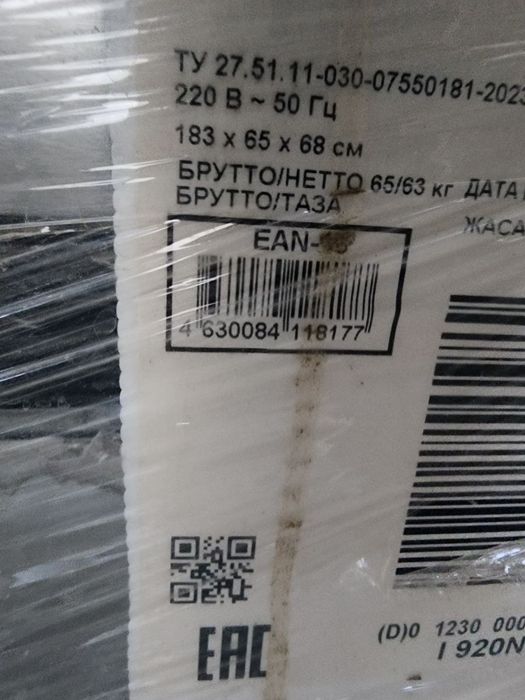 ТУ 27.51.11-030-07550181-2023
220 В ~ 50 Гц
183 x 65 x 68 см
БРУТТО/НЕТТО 65/63 кг ДАТА
БРУТТО/ТАЗА
ЖАСА
EAN-
4 630084 118177
EAC
(D)0 1230 000
I 920N